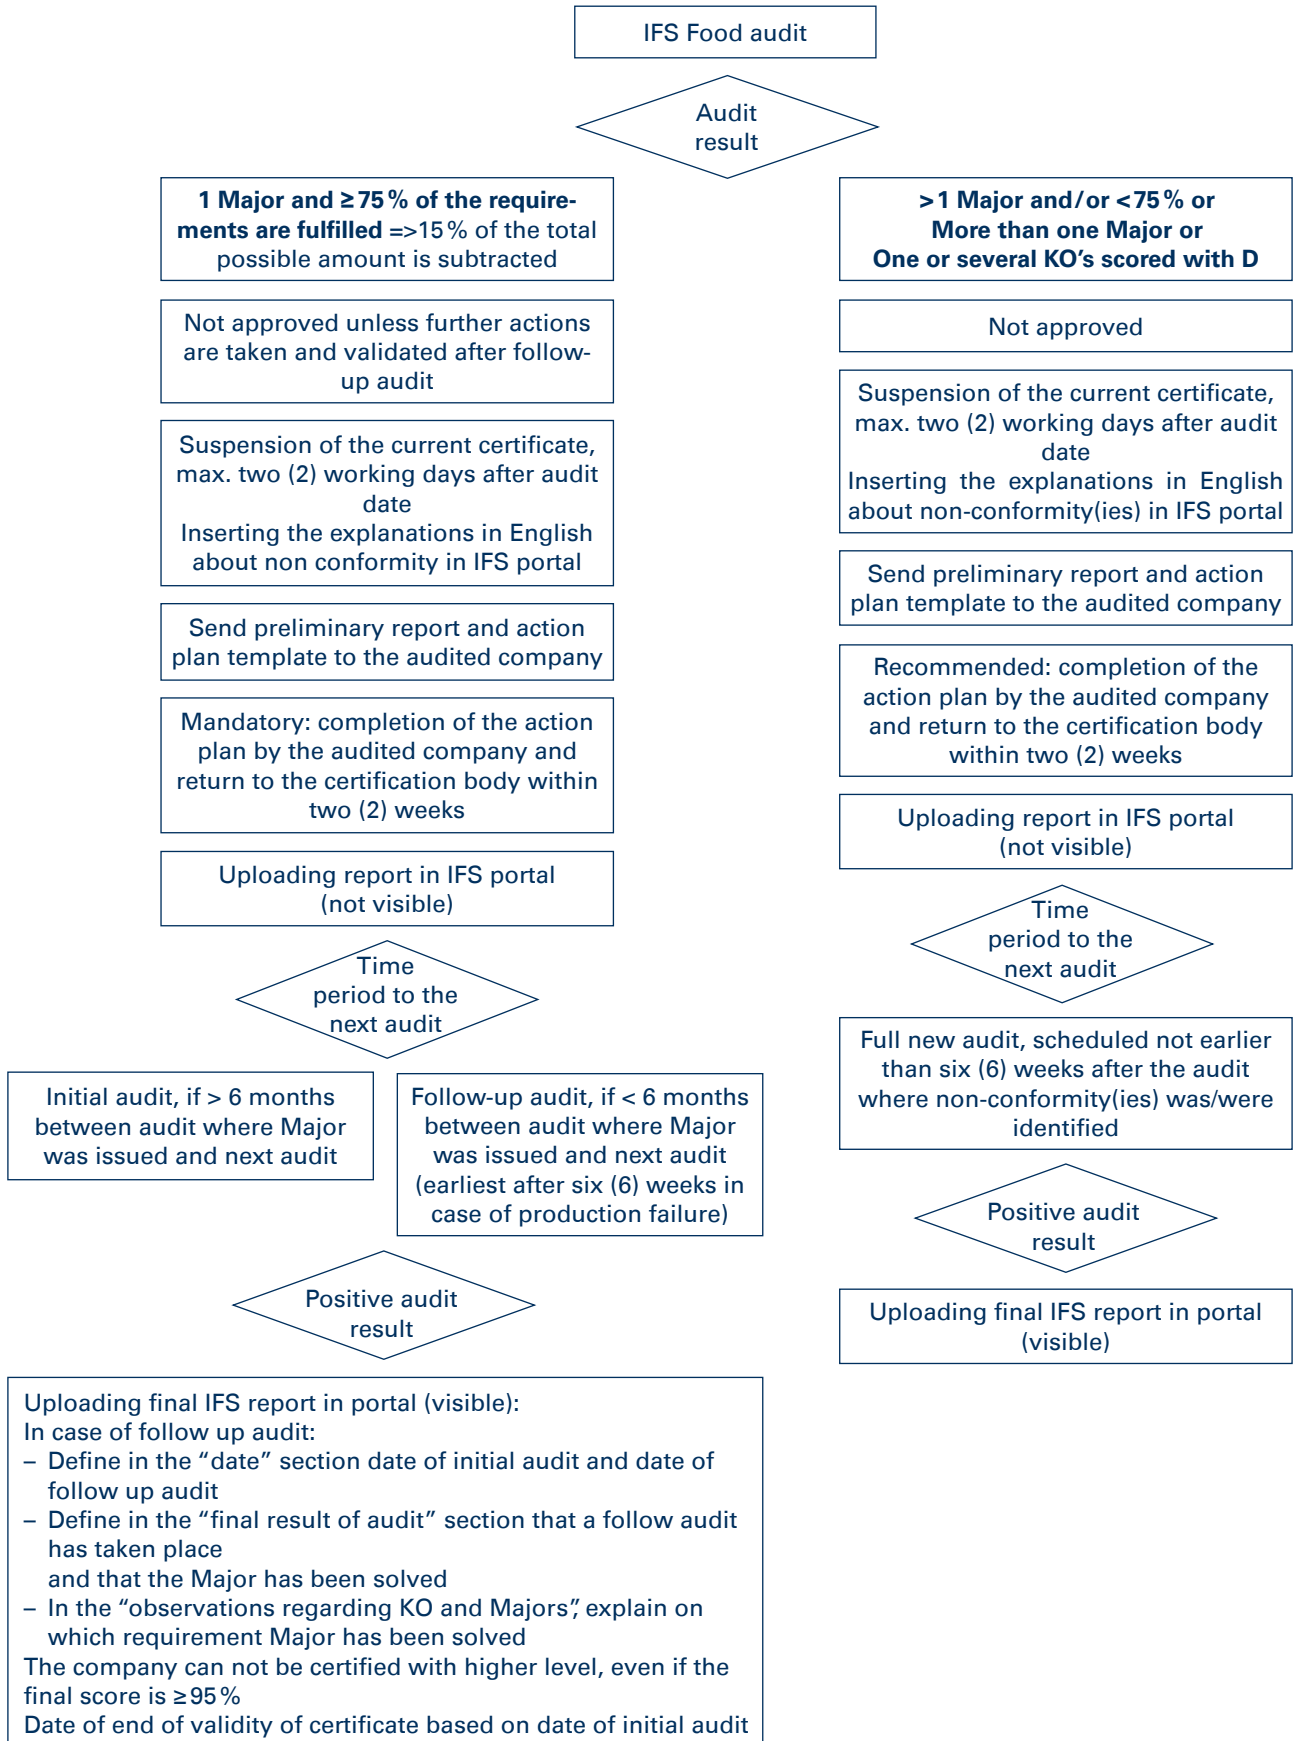 IFS Food audit
Audit
result
1 Major and ≥75% of the require-
ments are fulfilled =>15% of the total
possible amount is subtracted
Not approved unless further actions
are taken and validated after follow-
up audit
Suspension of the current certificate,
max. two (2) working days after audit
date
Inserting the explanations in English
about non conformity in IFS portal
Send preliminary report and action
plan template to the audited company
Mandatory: completion of the action
plan by the audited company and
return to the certification body within
two (2) weeks
Uploading report in IFS portal
(not visible)
Time
period to the
next audit
Initial audit, if > 6 months
between audit where Major
was issued and next audit
Follow-up audit, if < 6 months
between audit where Major
was issued and next audit
(earliest after six (6) weeks in
case of production failure)
Positive audit
result
Uploading final IFS report in portal (visible):
In case of follow up audit:
– Define in the “date” section date of initial audit and date of
follow up audit
– Define in the “final result of audit” section that a follow audit
has taken place
and that the Major has been solved
– In the “observations regarding KO and Majors”, explain on
which requirement Major has been solved
The company can not be certified with higher level, even if the
final score is ≥95%
Date of end of validity of certificate based on date of initial audit
>1 Major and/or <75% or
More than one Major or
One or several KO’s scored with D
Not approved
Suspension of the current certificate,
max. two (2) working days after audit
date
Inserting the explanations in English
about non-conformity(ies) in IFS portal
Send preliminary report and action
plan template to the audited company
Recommended: completion of the
action plan by the audited company
and return to the certification body
within two (2) weeks
Uploading report in IFS portal
(not visible)
Time
period to the
next audit
Full new audit, scheduled not earlier
than six (6) weeks after the audit
where non-conformity(ies) was/were
identified
Positive audit
result
Uploading final IFS report in portal
(visible)